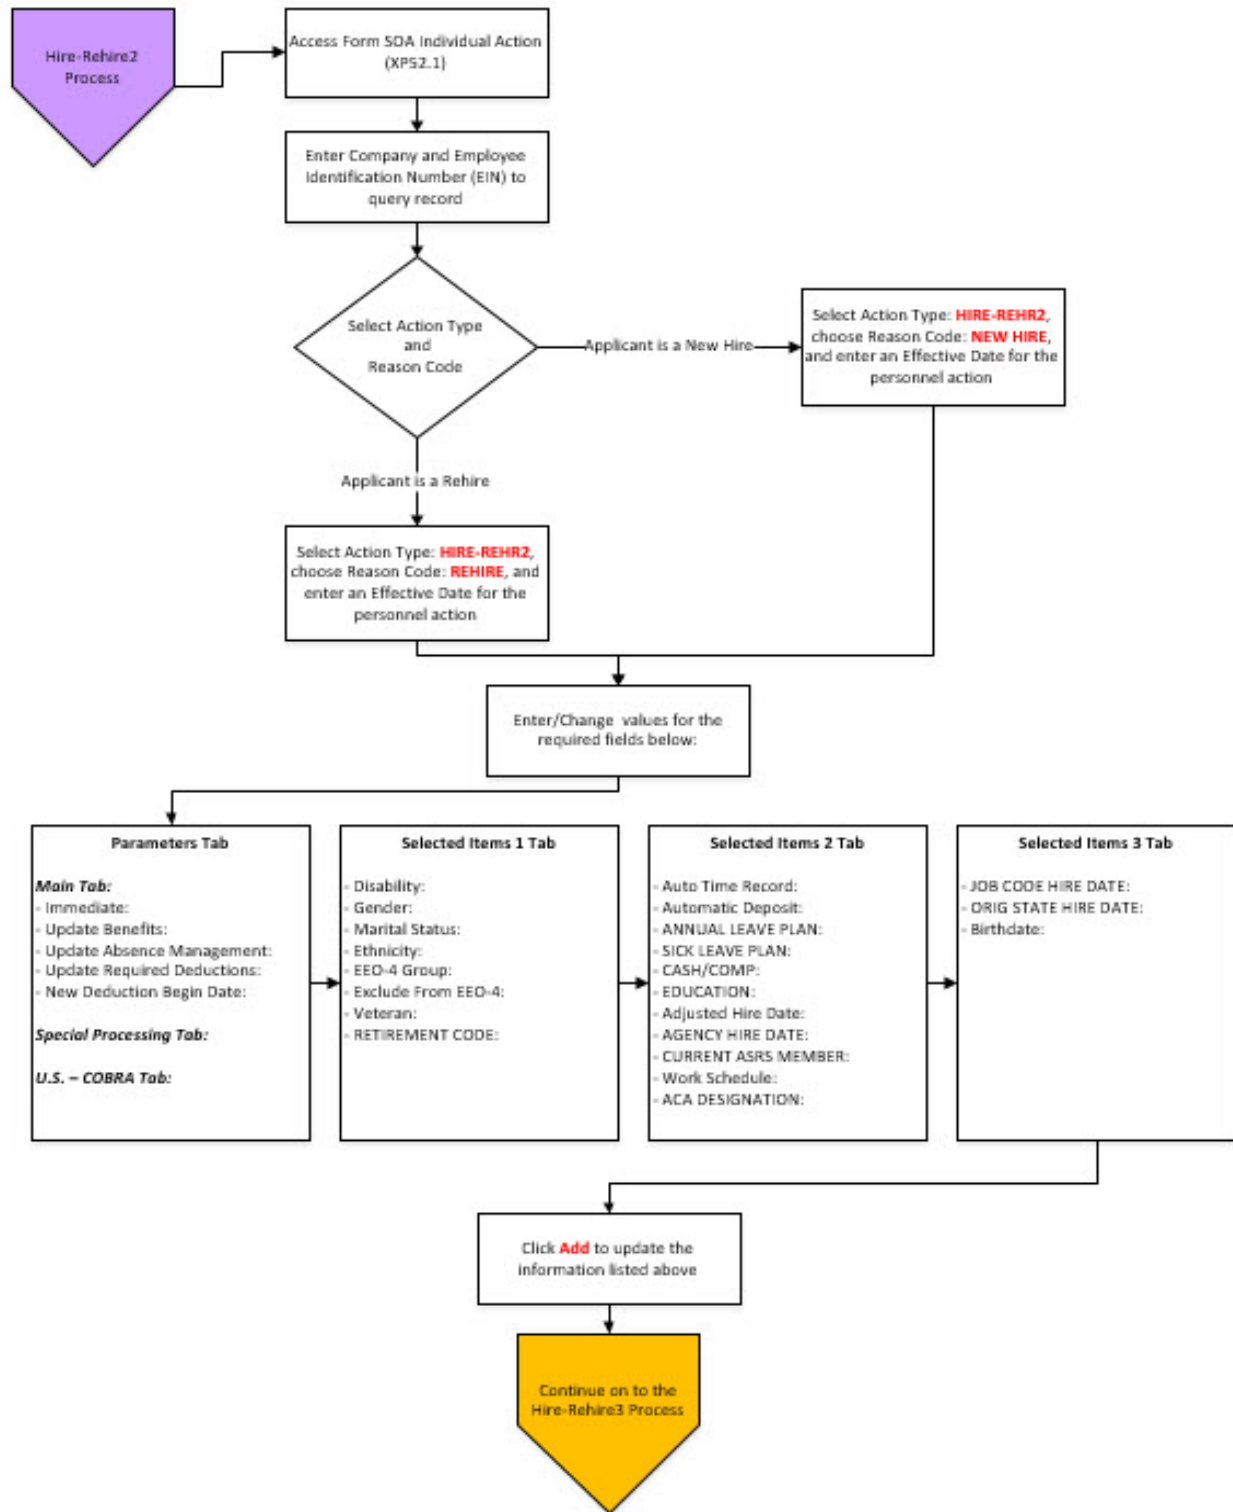 Hire-Rehire2
Process
Access Form SOA Individual Action
(XP52.1)
Enter Company and Employee
Identification Number (EIN) to
query record
Select Action Type
and
Reason Code
Applicant is a New Hire
Select Action Type: HIRE-REHR2,
choose Reason Code: NEW HIRE,
and enter an Effective Date for the
personnel action
Applicant is a Rehire
Select Action Type: HIRE-REHR2,
choose Reason Code: REHIRE, and
enter an Effective Date for the
personnel action
Enter/Change values for the
required fields below:
Parameters Tab
Main Tab:
- Immediate:
- Update Benefits:
- Update Absence Management:
- Update Required Deductions:
- New Deduction Begin Date:
Special Processing Tab:
U.S. – COBRA Tab:
Selected Items 1 Tab
- Disability:
- Gender:
- Marital Status:
- Ethnicity:
- EEO-4 Group:
- Exclude From EEO-4:
- Veteran:
- RETIREMENT CODE:
Selected Items 2 Tab
- Auto Time Record:
- Automatic Deposit:
- ANNUAL LEAVE PLAN:
- SICK LEAVE PLAN:
- CASH/COMP:
- EDUCATION:
- Adjusted Hire Date:
- AGENCY HIRE DATE:
- CURRENT ASRS MEMBER:
- Work Schedule:
- ACA DESIGNATION:
Selected Items 3 Tab
- JOB CODE HIRE DATE:
- ORIG STATE HIRE DATE:
- Birthdate:
Click Add to update the
information listed above
Continue on to the
Hire-Rehire3 Process